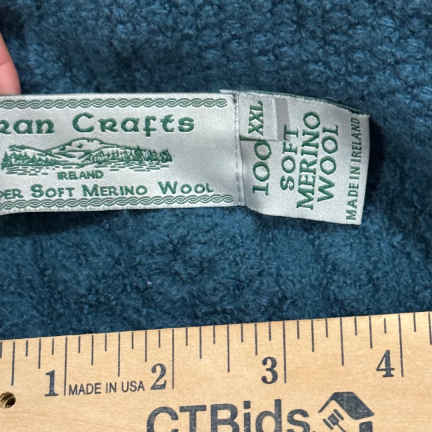 ran Crafts
IRELAND
per Soft Merino Wool
XXL
100
SOFT
MERINO
WOOL
MADE IN IRELAND
1 MADE IN USA 2 3 4
CTBids